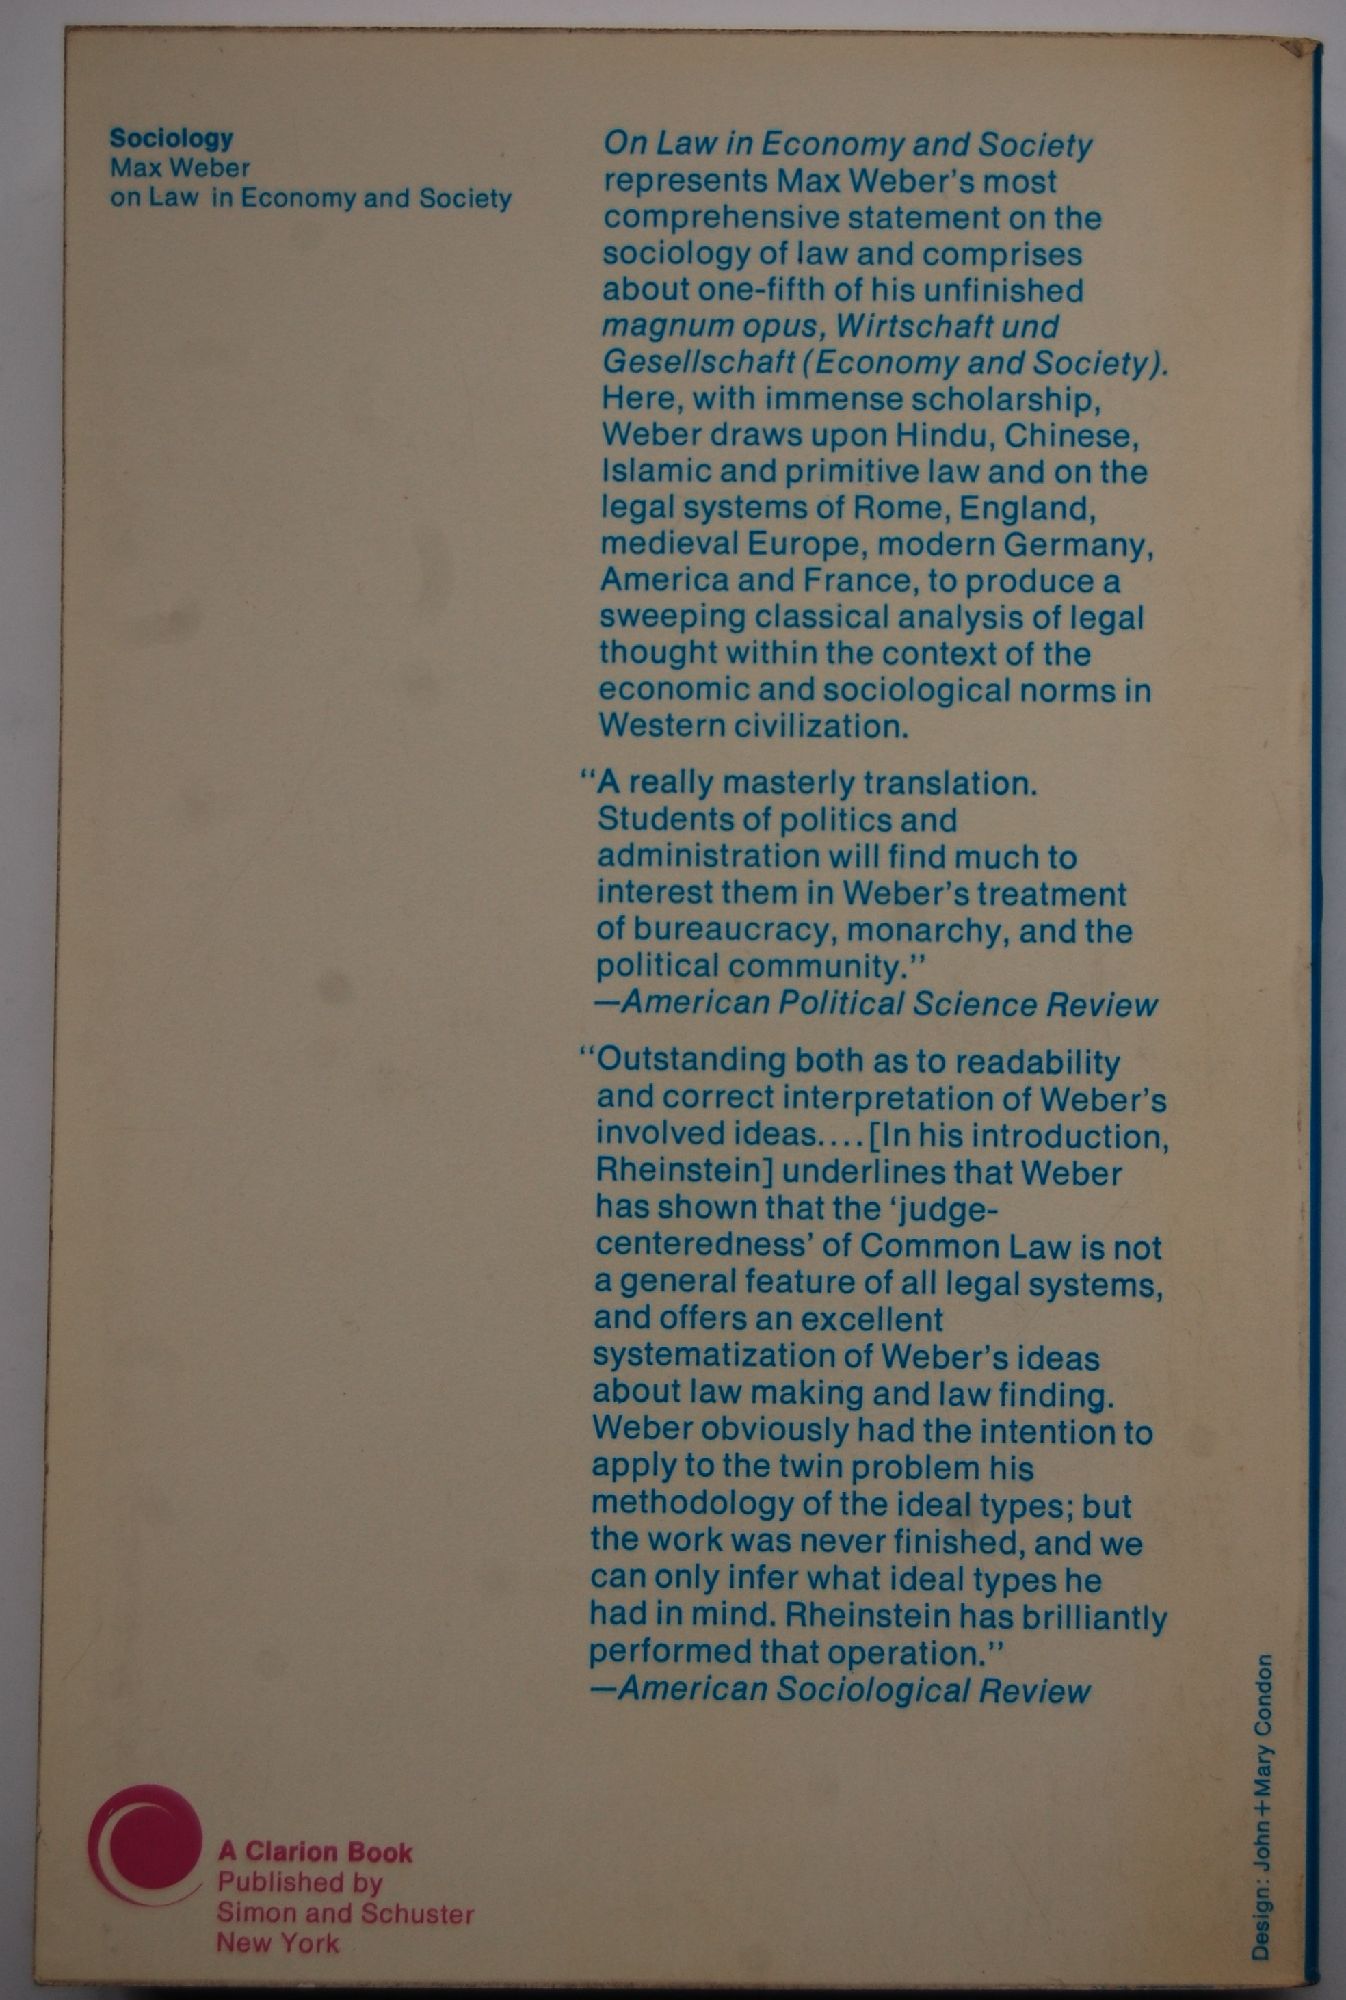 Sociology
Max Weber
on Law in Economy and Society
On Law in Economy and Society
represents Max Weber's most
comprehensive statement on the
sociology of law and comprises
about one-fifth of his unfinished
magnum opus, Wirtschaft und
Gesellschaft (Economy and Society).
Here, with immense scholarship,
Weber draws upon Hindu, Chinese,
Islamic and primitive law and on the
legal systems of Rome, England,
medieval Europe, modern Germany,
America and France, to produce a
sweeping classical analysis of legal
thought within the context of the
economic and sociological norms in
Western civilization.
“A really masterly translation.
Students of politics and
administration will find much to
interest them in Weber's treatment
of bureaucracy, monarchy, and the
political community.”
—American Political Science Review
“Outstanding both as to readability
and correct interpretation of Weber's
involved ideas.... [In his introduction,
Rheinstein] underlines that Weber
has shown that the ‘judge-
centeredness’ of Common Law is not
a general feature of all legal systems,
and offers an excellent
systematization of Weber's ideas
about law making and law finding.
Weber obviously had the intention to
apply to the twin problem his
methodology of the ideal types; but
the work was never finished, and we
can only infer what ideal types he
had in mind. Rheinstein has brilliantly
performed that operation.”
—American Sociological Review
A Clarion Book
Published by
Simon and Schuster
New York
Design: John+Mary Condon